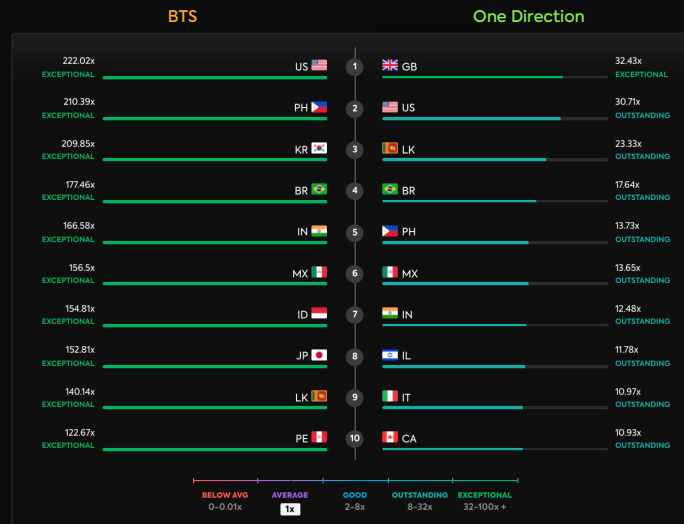 BTS One Direction
222.02x EXCEPTIONAL US 1 GB 32.43x EXCEPTIONAL
210.39x EXCEPTIONAL PH 2 US 30.71x OUTSTANDING
209.85x EXCEPTIONAL KR 3 LK 23.33x OUTSTANDING
177.46x EXCEPTIONAL BR 4 BR 17.64x OUTSTANDING
166.58x EXCEPTIONAL IN 5 PH 13.73x OUTSTANDING
156.5x EXCEPTIONAL MX 6 MX 13.65x OUTSTANDING
154.81x EXCEPTIONAL ID 7 IN 12.48x OUTSTANDING
152.81x EXCEPTIONAL JP 8 IL 11.78x OUTSTANDING
140.14x EXCEPTIONAL LK 9 IT 10.97x OUTSTANDING
122.67x EXCEPTIONAL PE 10 CA 10.93x OUTSTANDING
BELOW AVG AVERAGE GOOD OUTSTANDING EXCEPTIONAL
0-0.01x 1x 2-8x 8-32x 32-100x +